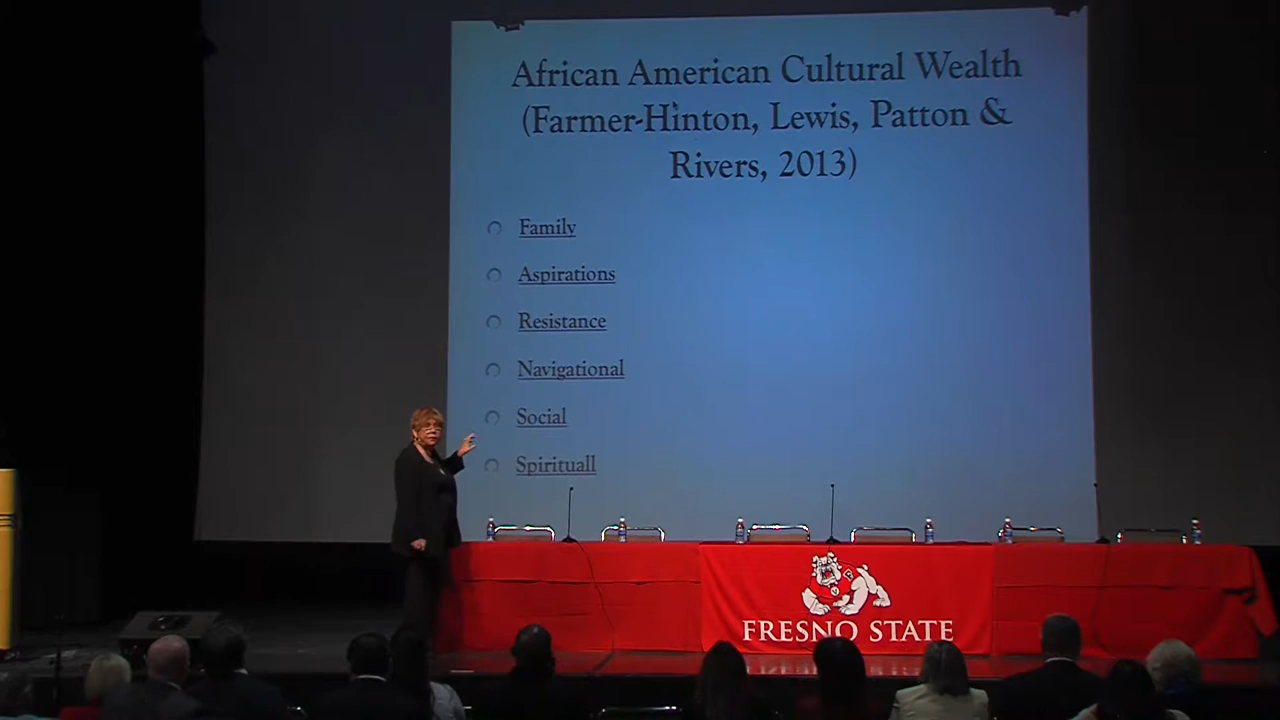 African American Cultural Wealth
(Farmer-Hinton, Lewis, Patton &
Rivers, 2013)
Family
Aspirations
Resistance
Navigational
Social
Spirituall
FRESNO STATE